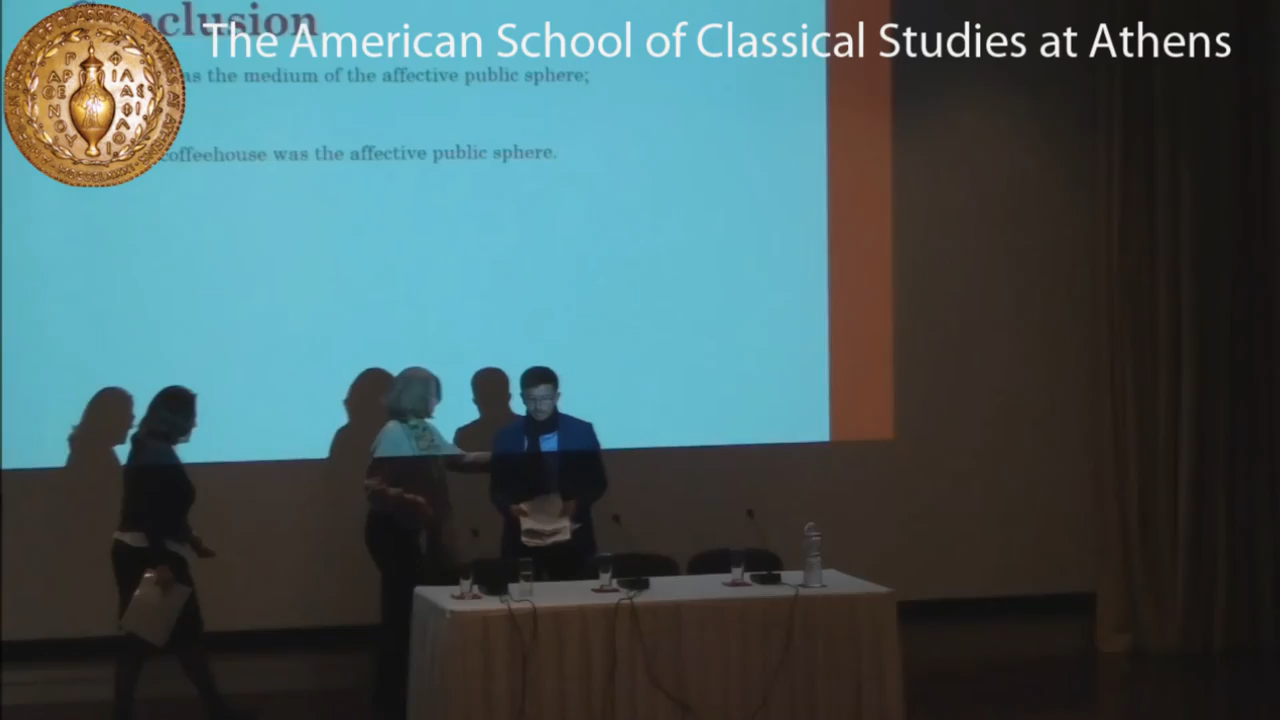 The American School of Classical Studies at Athens
nclusion
as the medium of the affective public sphere;
coffeehouse was the affective public sphere.